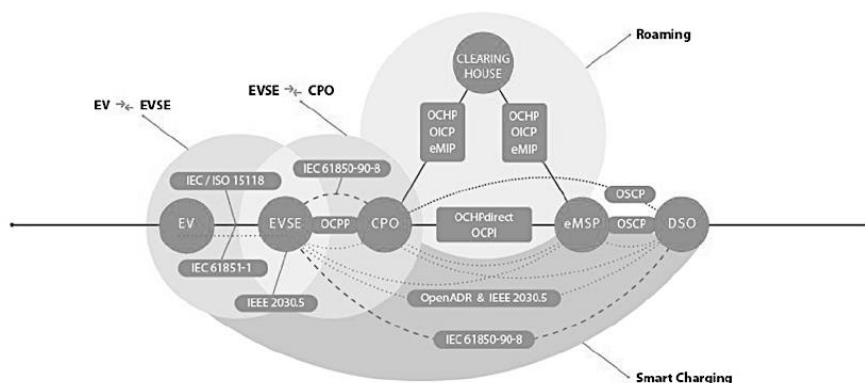 Roaming
CLEARING
HOUSE
EV EVSE
EVSE CPO
OCHP
OICP
eMIP
OCHP
OICP
eMIP
IEC 61850-90-8
IEC / ISO 15118
OSCP
EV
EVSE
OCPP
CPO
OCHPdirect
OCPI
eMSP
OSCP
DSO
IEC 61851-1
IEEE 2030.5
OpenADR & IEEE 2030.5
IEC 61850-90-8
Smart Charging